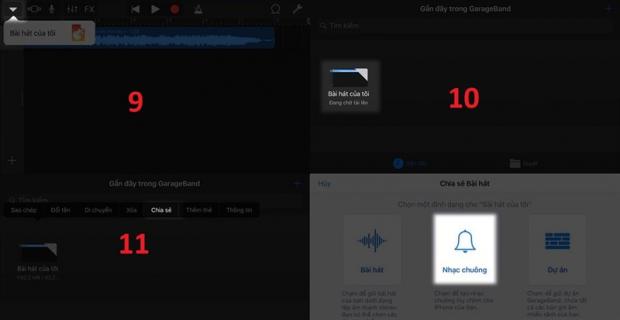 FX
Bài hát của tôi
9
Gần đây trong GarageBand
Tìm kiếm
Bài hát của tôi
Đang chờ tải lên
10
Duyệt
Gần đây trong GarageBand
Tìm kiếm
Sao chép
Đổi tên
Di chuyển
Xóa
Chia sẻ
Thêm thẻ
Thông tin
11
Bài hát của tôi
Hủy
Chia sẻ Bài hát
Chọn một định dạng cho "Bài hát của tôi"
Bài hát
Nhạc chuông
Dự án